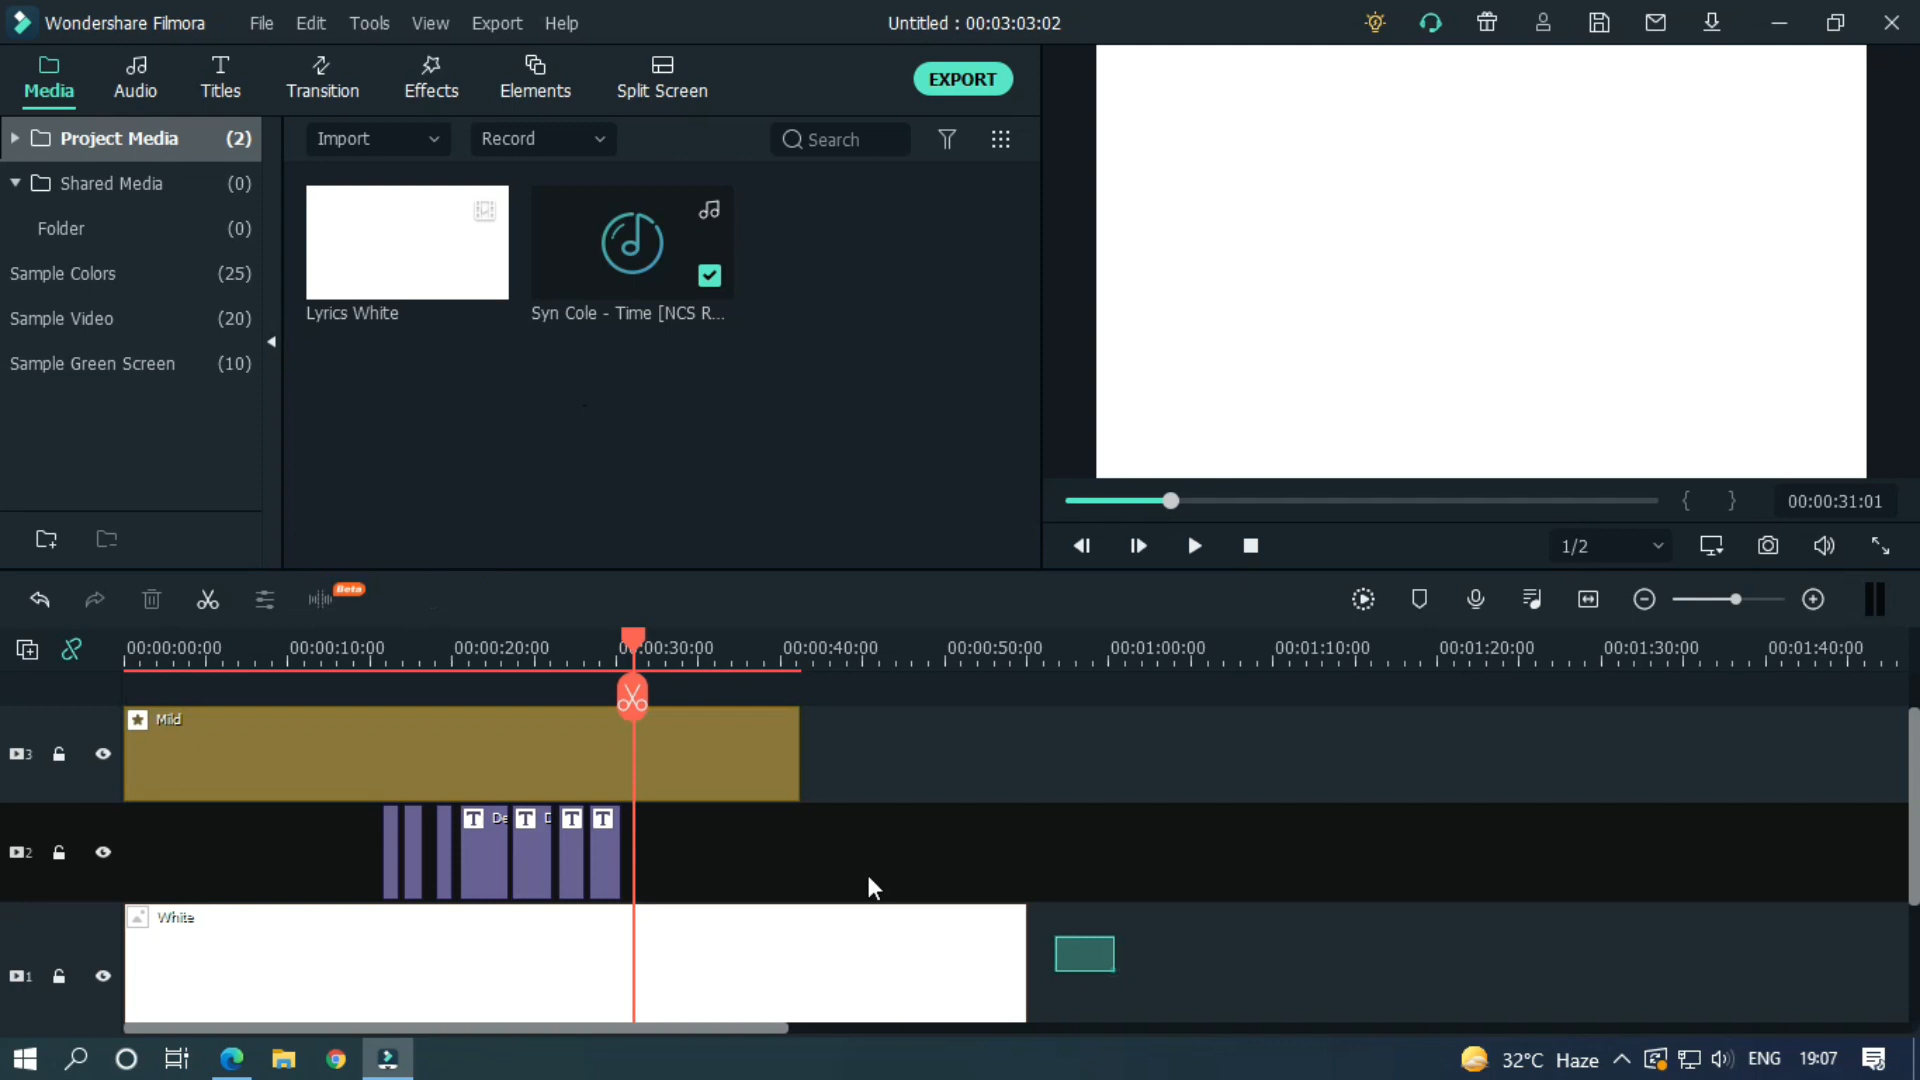 Wondershare Filmora File Edit Tools View Export Help Untitled : 00:03:03:02
Media Audio Titles Transition Effects Elements Split Screen EXPORT
Project Media (2) Import Record Search
Shared Media (0)
Folder (0)
Sample Colors (25)
Sample Video (20)
Sample Green Screen (10)
Lyrics White Syn Cole - Time [NCS R...
00:00:31:01
1/2
Beta
00:00:00:00 00:00:10:00 00:00:20:00 00:00:30:00 00:00:40:00 00:00:50:00 00:01:00:00 00:01:10:00 00:01:20:00 00:01:30:00 00:01:40:00
Mild
3
T De T D T T
2
White
1
32°C Haze ENG 19:07